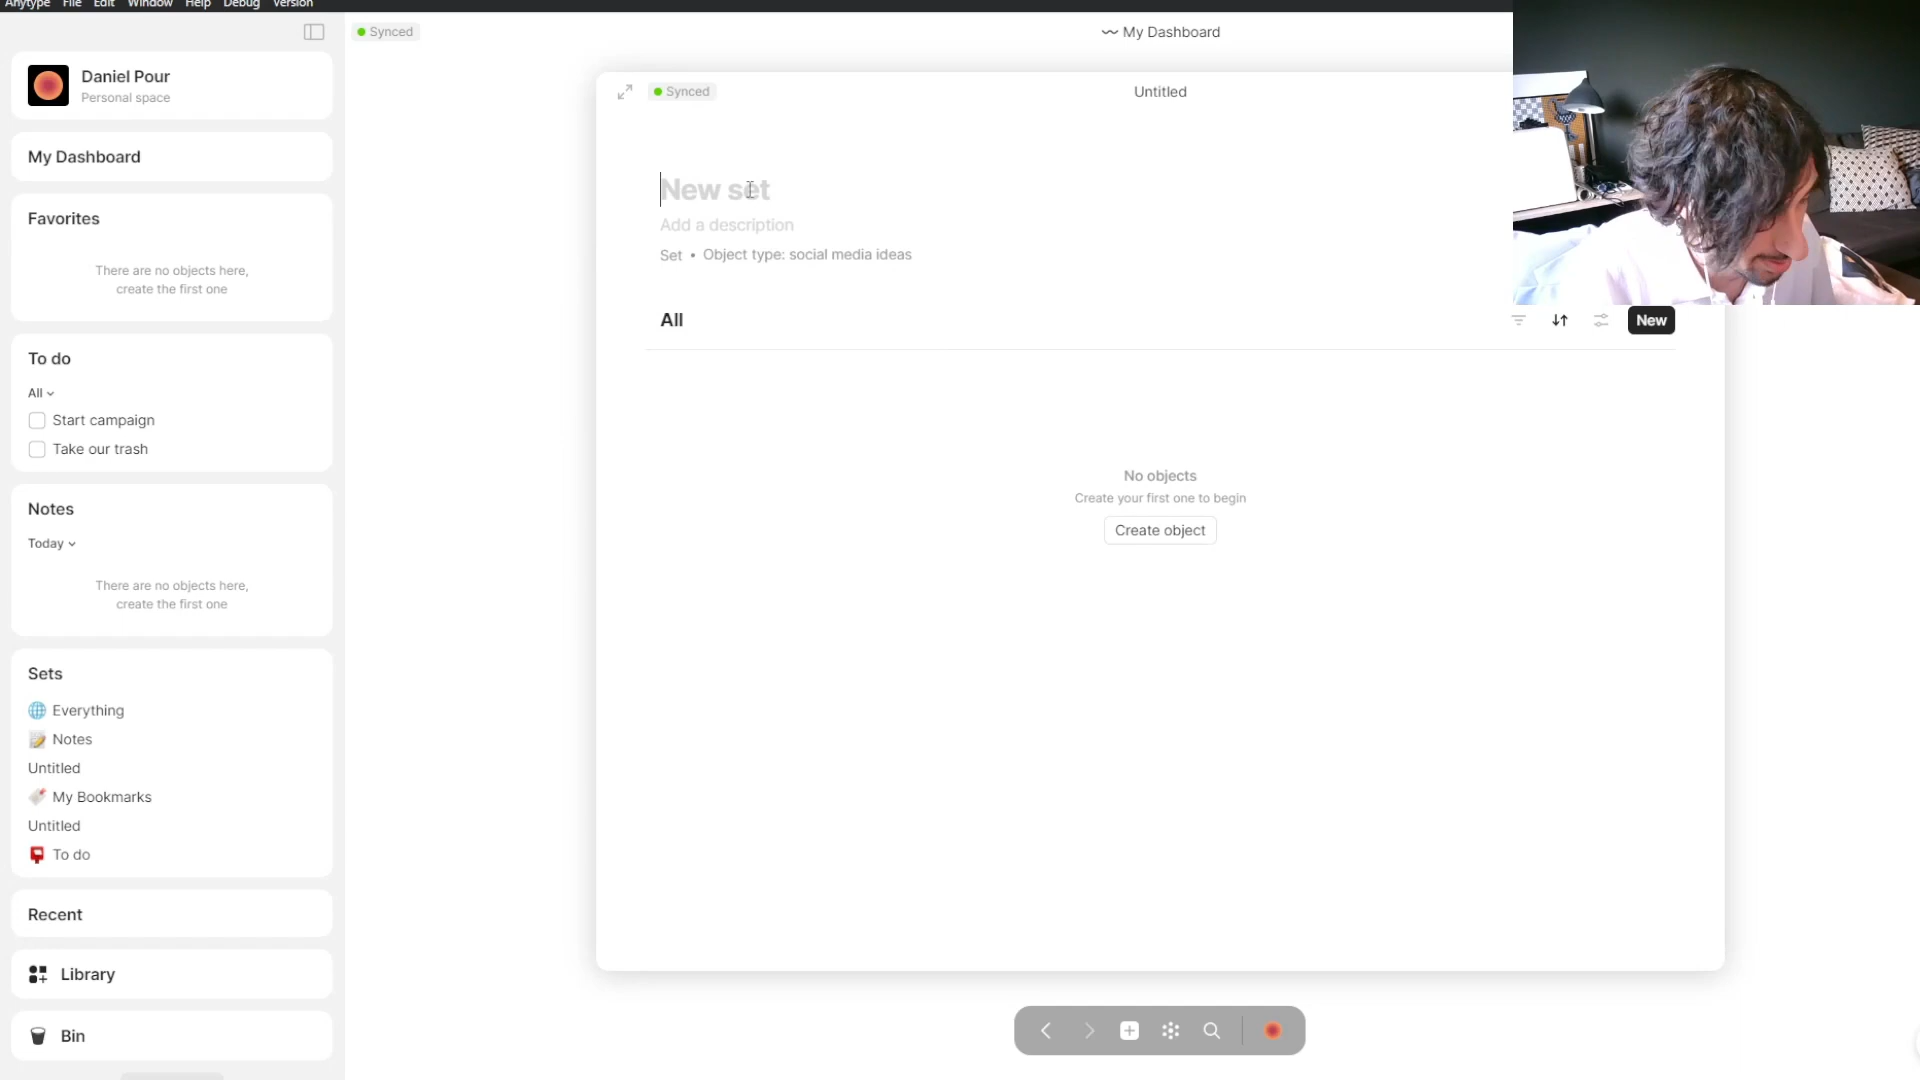 Anytype File Edit Window Help Debug Version
Synced
My Dashboard
Daniel Pour
Personal space
My Dashboard
Favorites
There are no objects here,
create the first one
To do
All
Start campaign
Take our trash
Notes
Today
There are no objects here,
create the first one
Sets
Everything
Notes
Untitled
My Bookmarks
Untitled
To do
Recent
Library
Bin
Synced
Untitled
New set
Add a description
Set • Object type: social media ideas
All
New
No objects
Create your first one to begin
Create object